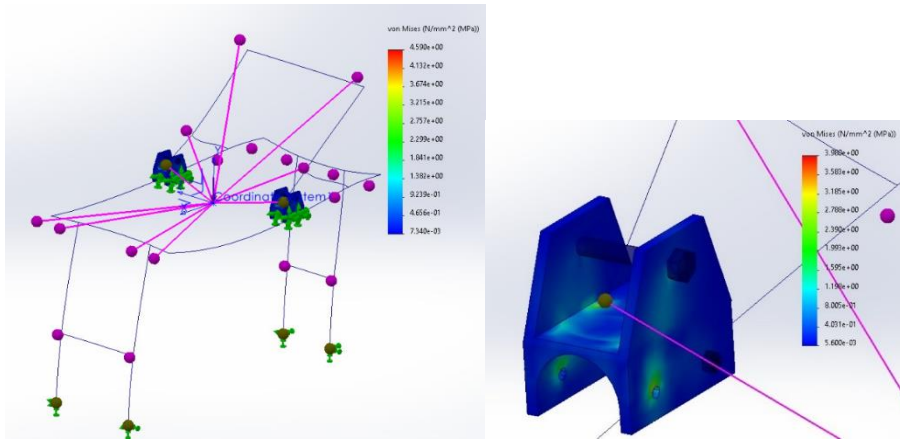 von Mises (N/mm^2 (MPa))
4.590e+00
4.132e+00
3.674e+00
3.215e+00
2.757e+00
2.299e+00
1.841e+00
1.382e+00
9.239e-01
4.656e-01
7.340e-03
Coordinate System
von Mises (N/mm^2 (MPa))
3.980e+00
3.583e+00
3.185e+00
2.788e+00
2.390e+00
1.993e+00
1.595e+00
1.198e+00
8.005e-01
4.031e-01
5.600e-03